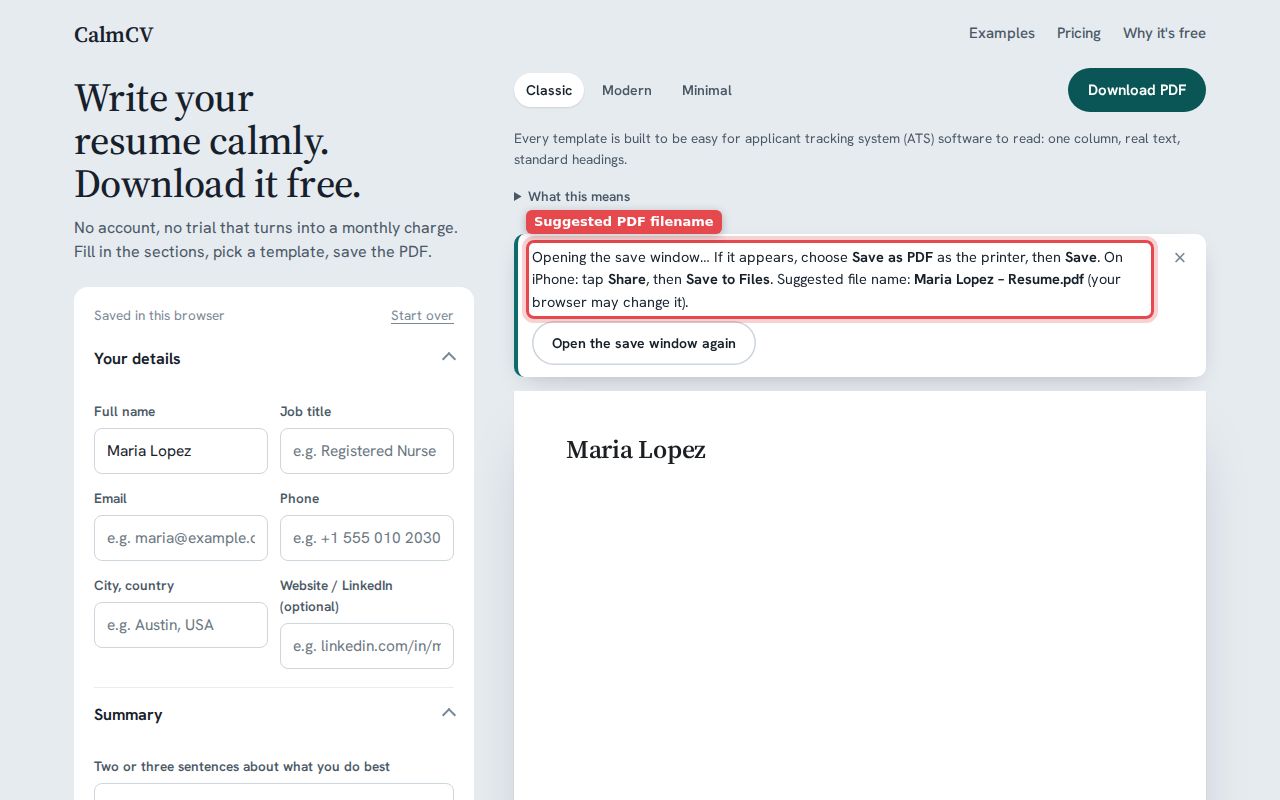 CalmCV
Examples
Pricing
Why it's free
Write your
resume calmly.
Download it free.
No account, no trial that turns into a monthly charge.
Fill in the sections, pick a template, save the PDF.
Saved in this browser
Start over
Your details
Full name
Job title
Maria Lopez
e.g. Registered Nurse
Email
Phone
e.g. maria@example.c
e.g. +1 555 010 2030
City, country
Website / LinkedIn
(optional)
e.g. Austin, USA
e.g. linkedin.com/in/m
Summary
Two or three sentences about what you do best
Classic
Modern
Minimal
Download PDF
Every template is built to be easy for applicant tracking system (ATS) software to read: one column, real text,
standard headings.
What this means
Suggested PDF filename
Opening the save window... If it appears, choose Save as PDF as the printer, then Save. On
iPhone: tap Share, then Save to Files. Suggested file name: Maria Lopez – Resume.pdf (your
browser may change it).
Open the save window again
Maria Lopez